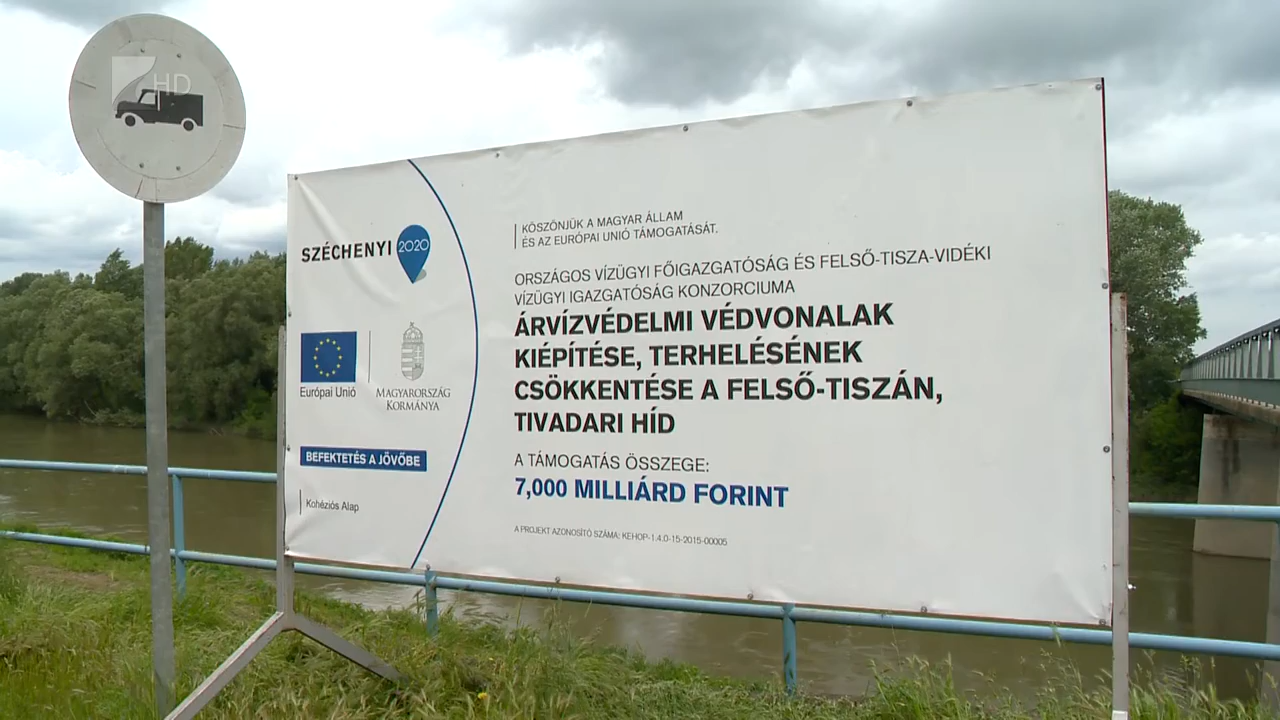 HD
SZÉCHENYI 2020
Európai Unió
MAGYARORSZÁG
KORMÁNYA
BEFEKTETÉS A JÖVŐBE
Kohéziós Alap
KÖSZÖNJÜK A MAGYAR ÁLLAM
ÉS AZ EURÓPAI UNIÓ TÁMOGATÁSÁT.
ORSZÁGOS VÍZÜGYI FŐIGAZGATÓSÁG ÉS FELSŐ-TISZA-VIDÉKI
VÍZÜGYI IGAZGATÓSÁG KONZORCIUMA
ÁRVÍZVÉDELMI VÉDVONALAK
KIÉPÍTÉSE, TERHELÉSÉNEK
CSÖKKENTÉSE A FELSŐ-TISZÁN,
TIVADARI HÍD
A TÁMOGATÁS ÖSSZEGE:
7,000 MILLIÁRD FORINT
A PROJEKT AZONOSÍTÓ SZÁMA: KEHOP-1.4.0-15-2015-00005